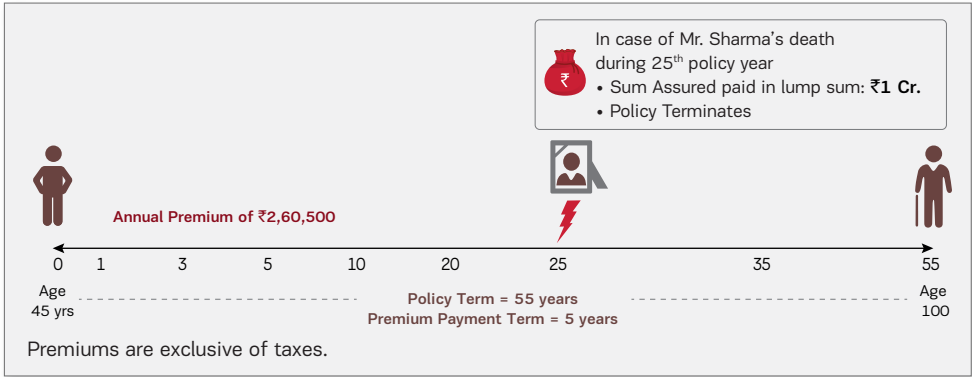 In case of Mr. Sharma’s death
during 25th policy year
• Sum Assured paid in lump sum: ₹1 Cr.
• Policy Terminates
₹
Annual Premium of ₹2,60,500
0 1 3 5 10 20 25 35 55
Age
45 yrs
Policy Term = 55 years
Premium Payment Term = 5 years
Age
100
Premiums are exclusive of taxes.